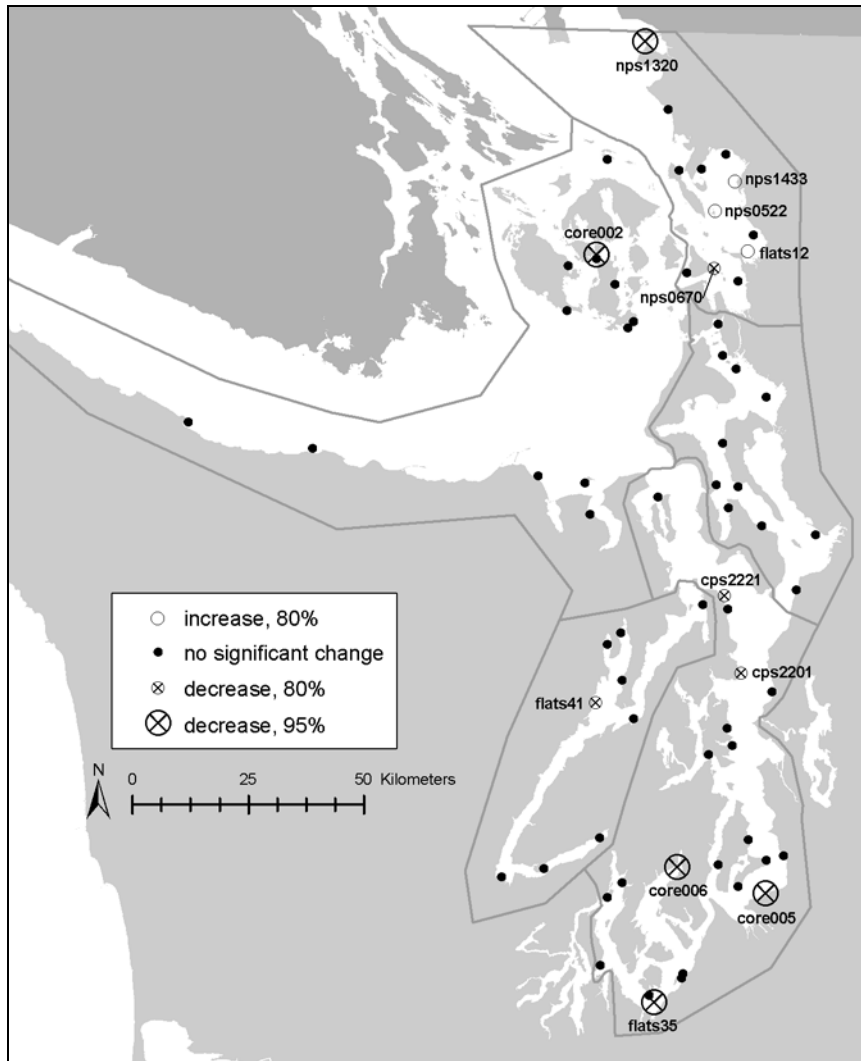 nps1320
nps1433
nps0522
core002
flats12
nps0670
cps2221
increase, 80%
no significant change
cps2201
decrease, 80%
flats41
decrease, 95%
N
0 25 50 Kilometers
core006
core005
flats35